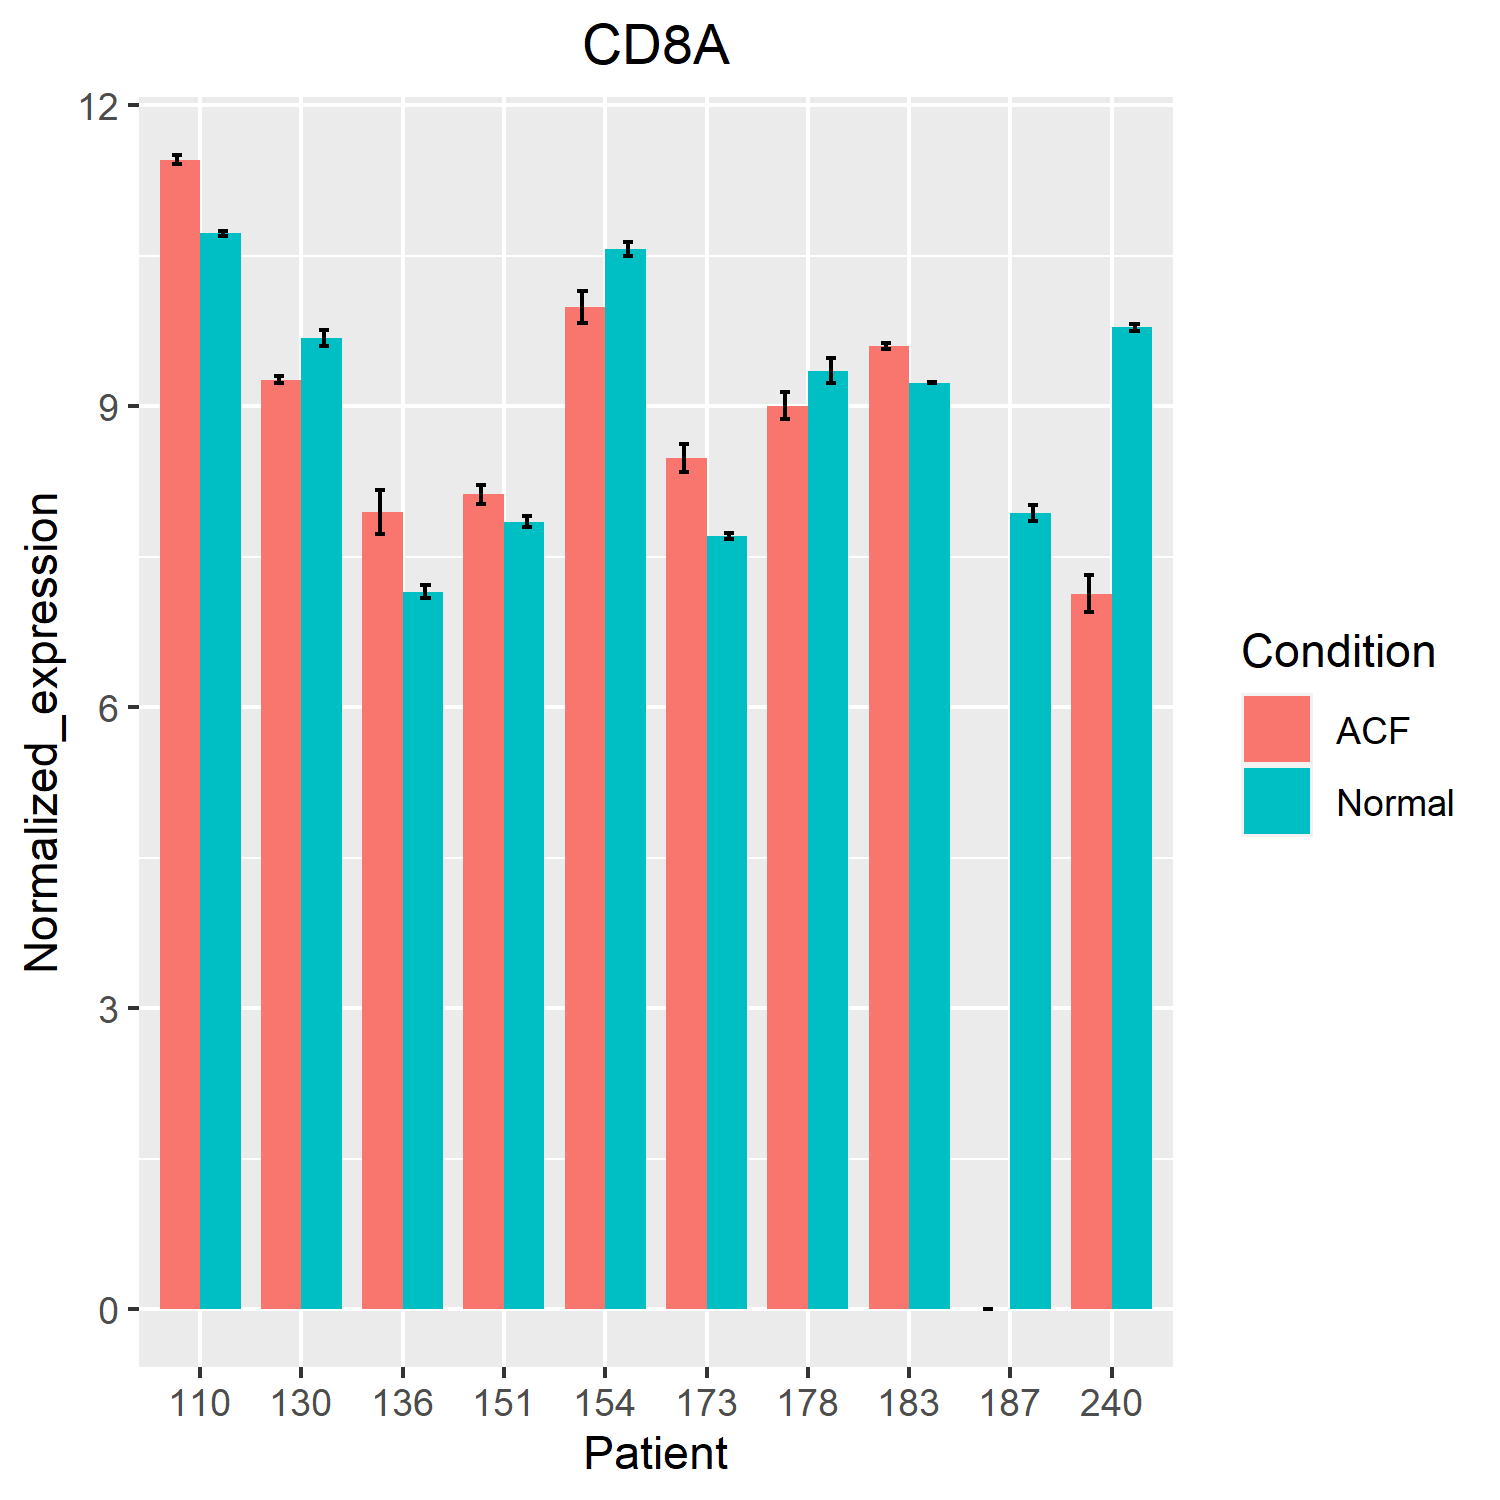 CD8A
12
9
6
3
0
Normalized_expression
110 130 136 151 154 173 178 183 187 240
Patient
Condition
ACF
Normal